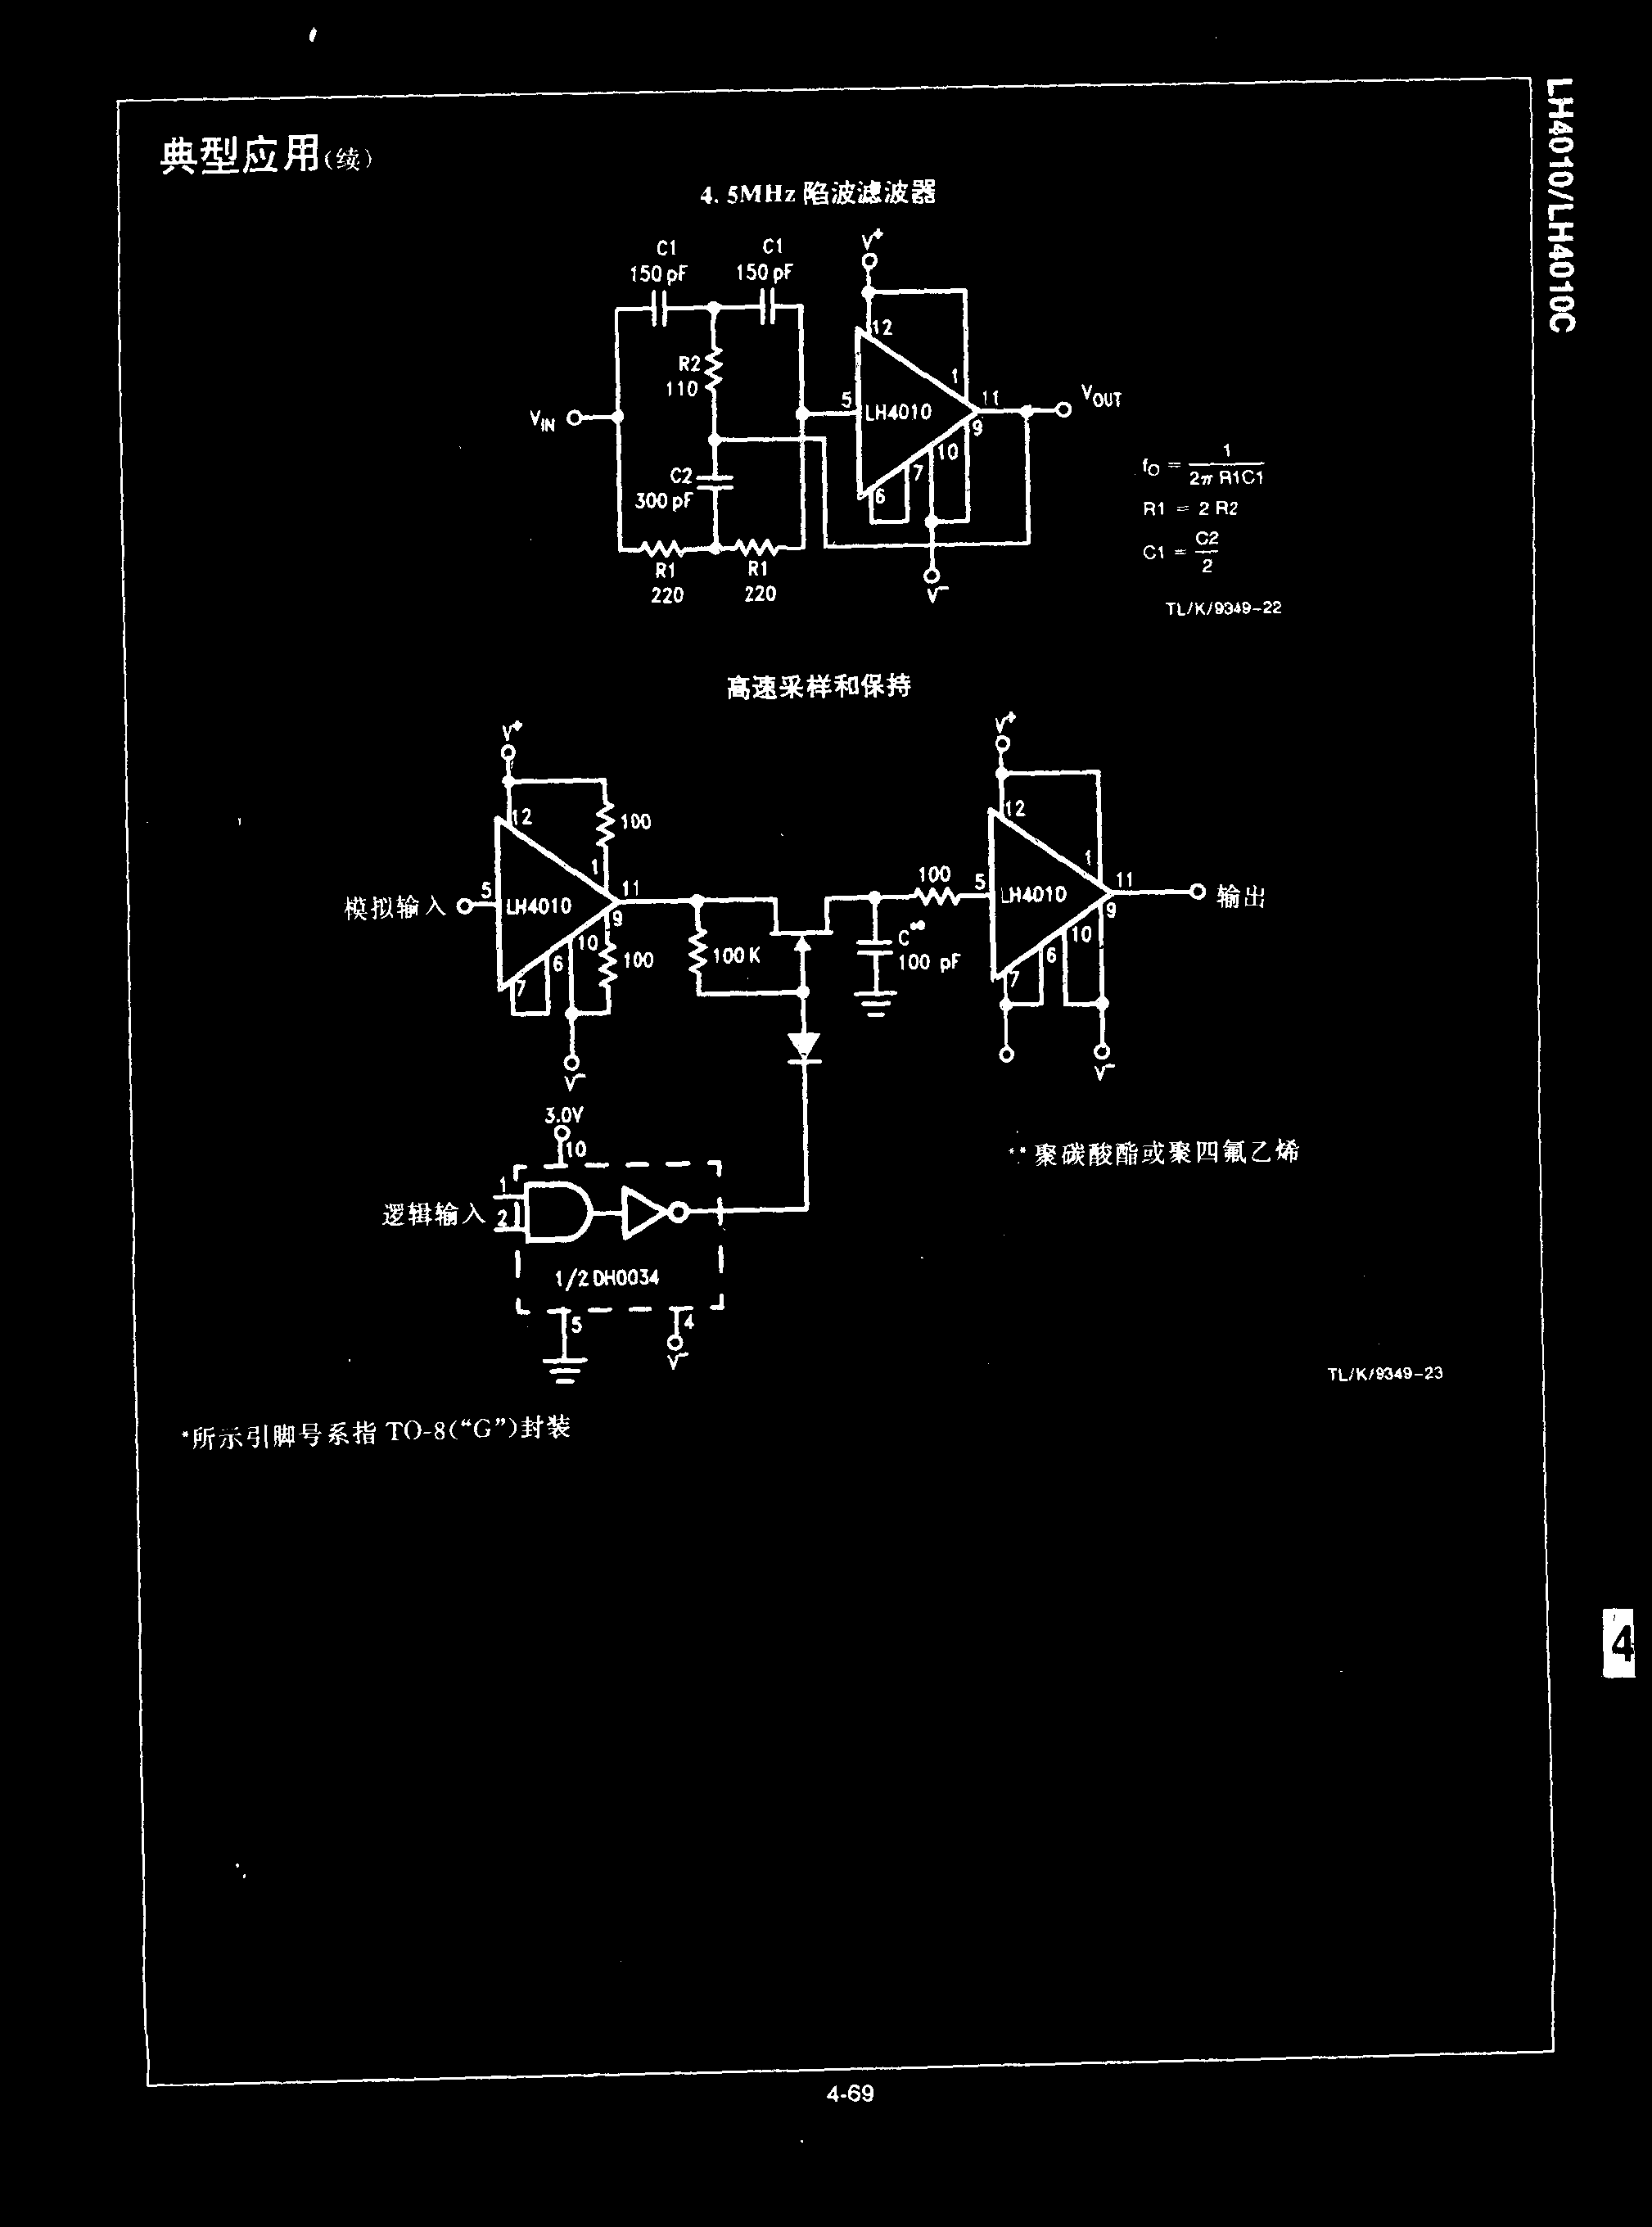 LH4010/LH4010C
典型应用(续)
4.5MHz 陷波滤波器
C1
150 pF
C1
150 pF
V+
12
R2
110
1
5
LH4010
11
VOUT
VIN
9
10
7
6
C2
300 pF
fO = 1 / 2π R1C1
R1 = 2 R2
C1 = C2 / 2
R1
220
R1
220
V−
TL/K/9349-22
高速采样和保持
V+
V+
12
100
12
1
1
模拟输入
5
LH4010
11
100
5
LH4010
11
输出
9
9
10
10
6
100
100 K
C**
100 pF
6
7
7
V−
V−
3.0V
10
** 聚碳酸酯或聚四氟乙烯
逻辑输入
1
2
1/2 DH0034
5
4
V−
TL/K/9349-23
*所示引脚号系指 TO-8(“G”)封装
4
4-69